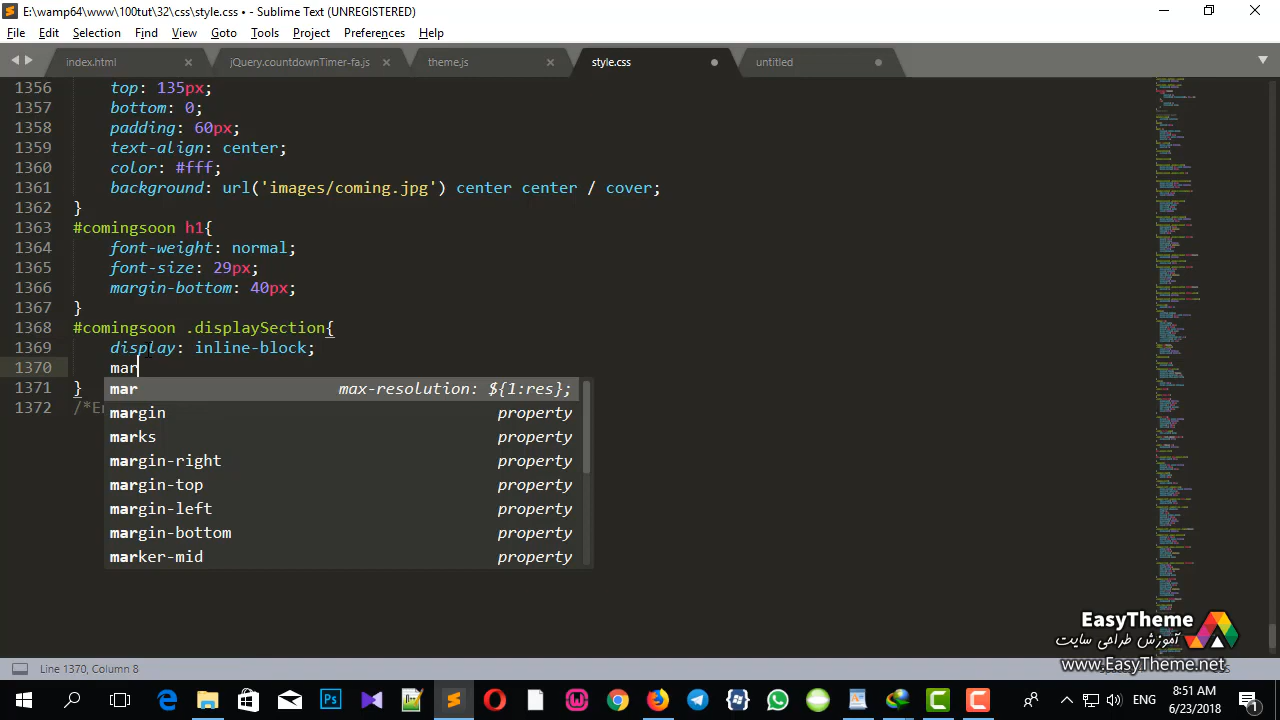 E:\wamp64\www\100tut\32\css\style.css • - Sublime Text (UNREGISTERED)
File Edit Selection Find View Goto Tools Project Preferences Help
index.html jQuery.countdownTimer-fa.js theme.js style.css untitled
1356 top: 135px;
1357 bottom: 0;
1358 padding: 60px;
1359 text-align: center;
1360 color: #fff;
1361 background: url('images/coming.jpg') center center / cover;
1362 }
1363 #comingsoon h1{
1364 font-weight: normal;
1365 font-size: 29px;
1366 margin-bottom: 40px;
1367 }
1368 #comingsoon .displaySection{
1369 display: inline-block;
1370 mar
1371 }
mar max-resolution: ${1:res};
1372 /*E
margin property
marks property
margin-right property
margin-top property
margin-left property
margin-bottom property
marker-mid property
EasyTheme
آموزش طراحی سایت
www.EasyTheme.net
Line 1370, Column 8
ENG
8:51 AM
6/23/2018
1